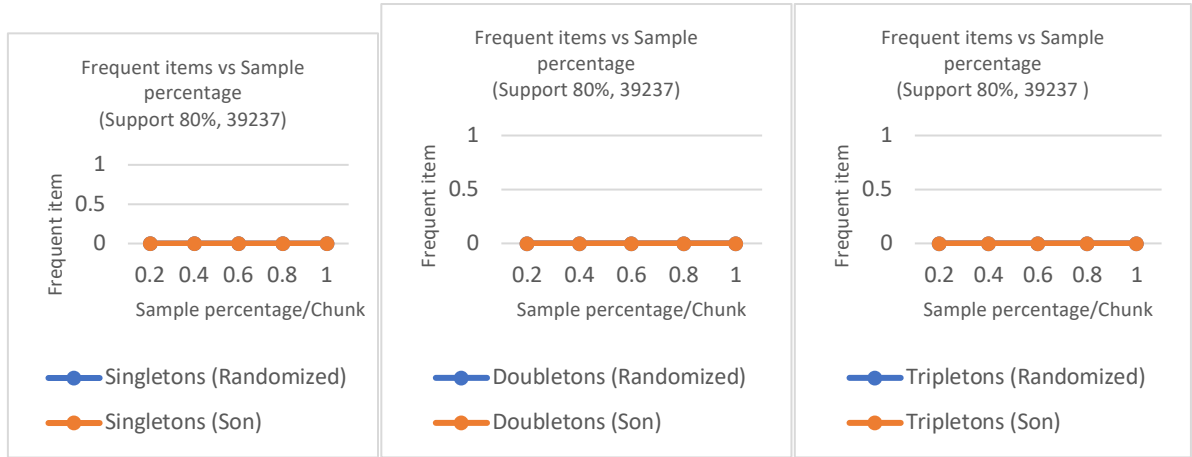 Frequent items vs Sample
percentage
(Support 80%, 39237)
1
0.5
0
Frequent item
0.2 0.4 0.6 0.8 1
Sample percentage/Chunk
Singletons (Randomized)
Singletons (Son)
Frequent items vs Sample
percentage
(Support 80%, 39237)
1
0.5
0
Frequent item
0.2 0.4 0.6 0.8 1
Sample percentage/Chunk
Doubletons (Randomized)
Doubletons (Son)
Frequent items vs Sample
percentage
(Support 80%, 39237 )
1
0.5
0
Frequent item
0.2 0.4 0.6 0.8 1
Sample percentage/Chunk
Tripletons (Randomized)
Tripletons (Son)